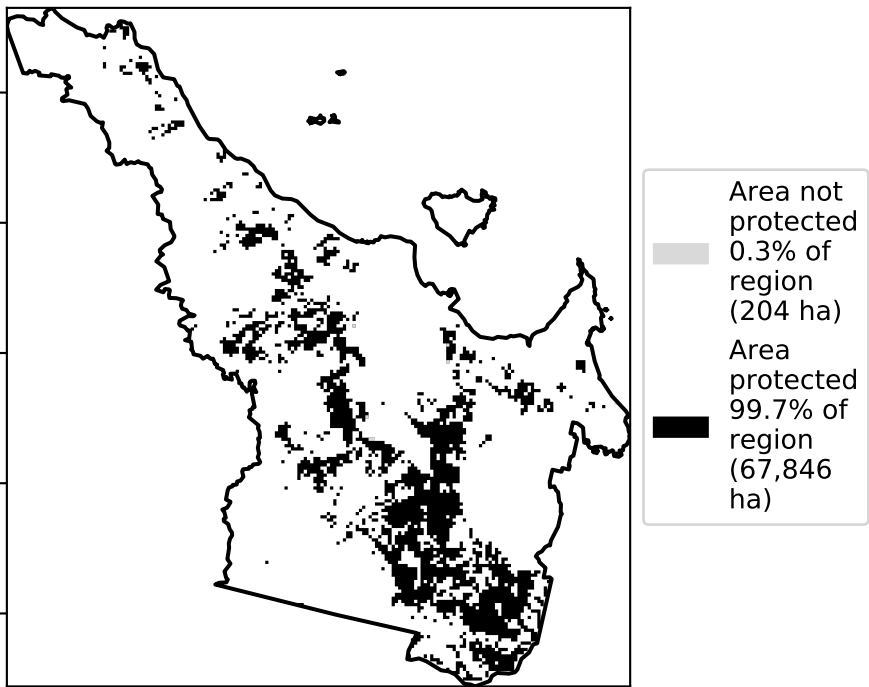 Area not
protected
0.3% of
region
(204 ha)
Area
protected
99.7% of
region
(67,846
ha)